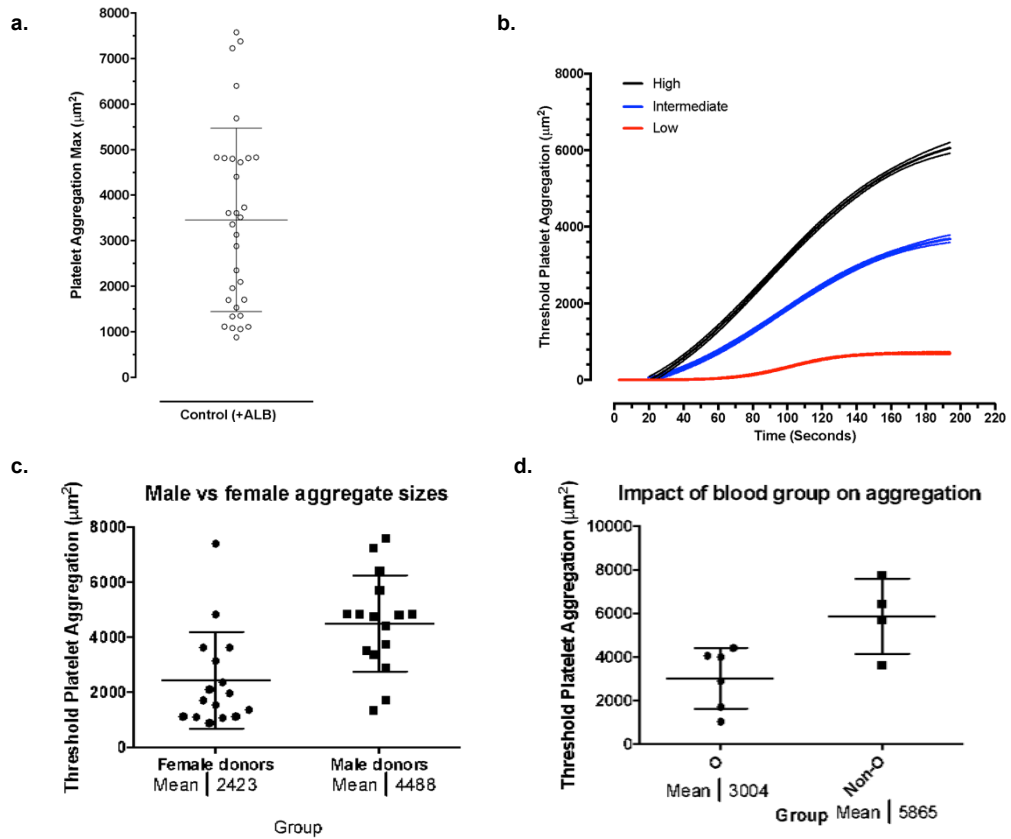 a.
Platelet Aggregation Max (μm²)
8000
7000
6000
5000
4000
3000
2000
1000
0
Control (+ALB)
b.
Threshold Platelet Aggregation (μm²)
8000
6000
4000
2000
0
High
Intermediate
Low
0 20 40 60 80 100 120 140 160 180 200 220
Time (Seconds)
c.
Male vs female aggregate sizes
Threshold Platelet Aggregation (μm²)
8000
6000
4000
2000
0
Female donors Male donors
Mean | 2423 Mean | 4488
Group
d.
Impact of blood group on aggregation
Threshold Platelet Aggregation (μm²)
10000
8000
6000
4000
2000
0
O Non-O
Mean | 3004
Group Mean | 5865